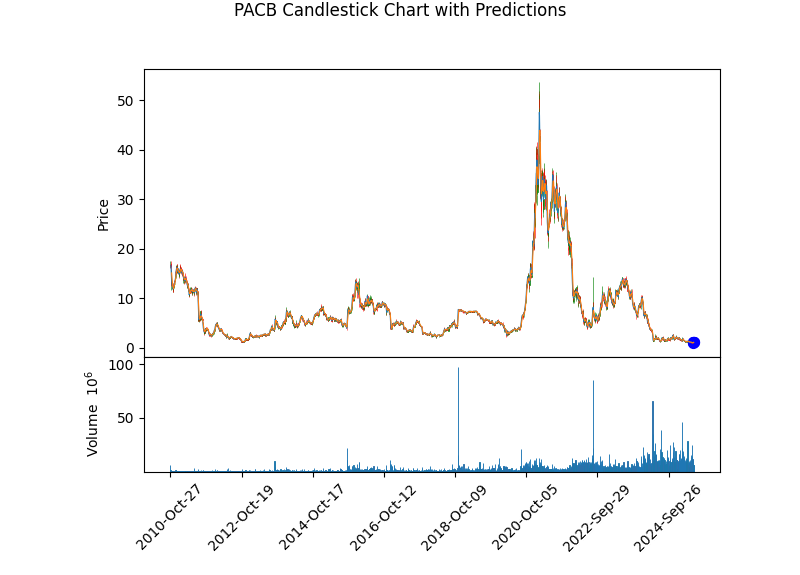 PACB Candlestick Chart with Predictions
50
40
30
20
10
0
Price
100
50
Volume 10^6
2010-Oct-27
2012-Oct-19
2014-Oct-17
2016-Oct-12
2018-Oct-09
2020-Oct-05
2022-Sep-29
2024-Sep-26